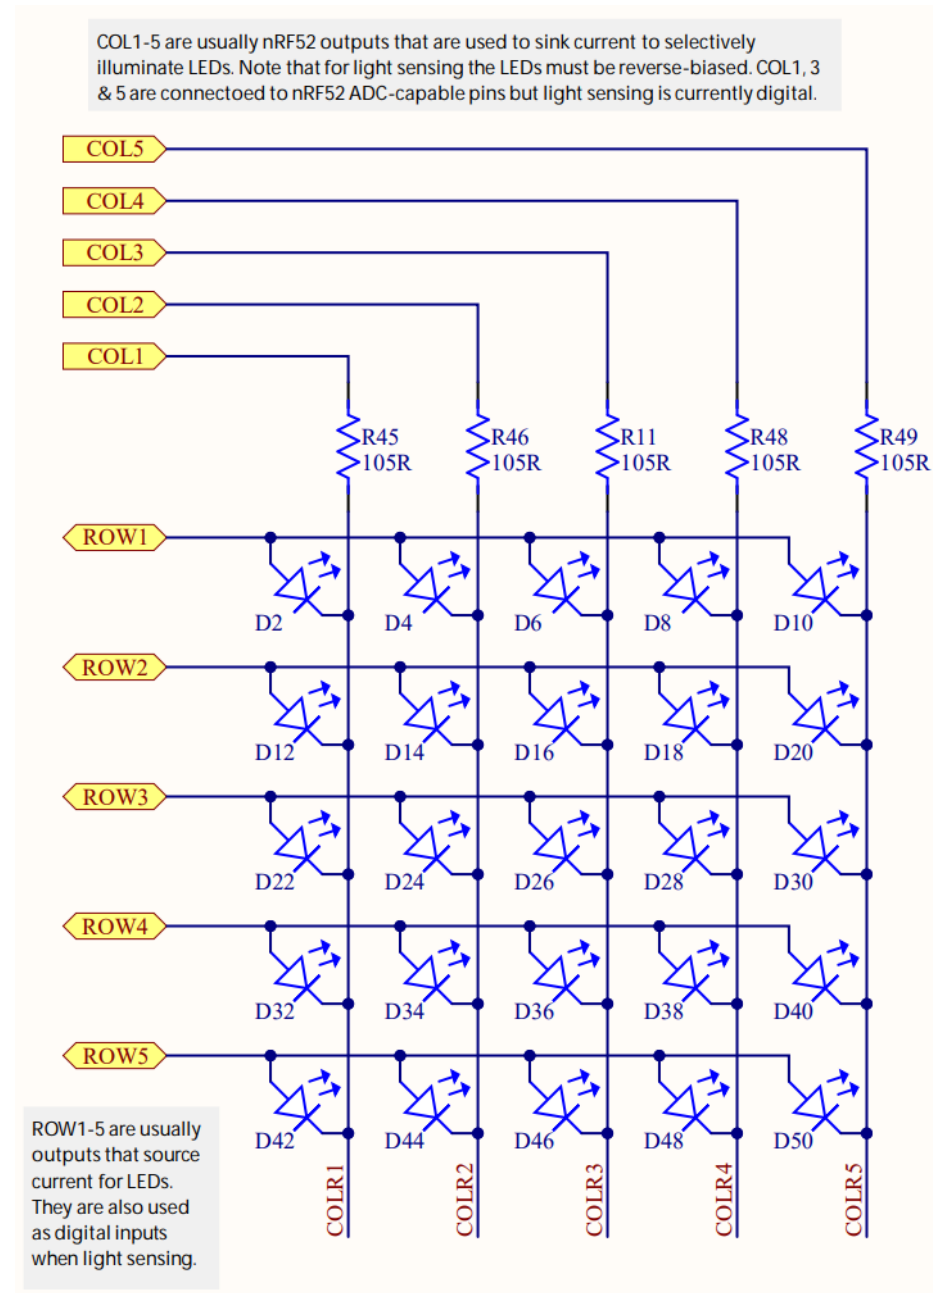 COL1-5 are usually nRF52 outputs that are used to sink current to selectively
illuminate LEDs. Note that for light sensing the LEDs must be reverse-biased. COL1, 3
& 5 are connectoed to nRF52 ADC-capable pins but light sensing is currently digital.
COL5
COL4
COL3
COL2
COL1
R45 R46 R11 R48 R49
105R 105R 105R 105R 105R
ROW1
D2 D4 D6 D8 D10
ROW2
D12 D14 D16 D18 D20
ROW3
D22 D24 D26 D28 D30
ROW4
D32 D34 D36 D38 D40
ROW5
D42 D44 D46 D48 D50
ROW1-5 are usually
outputs that source
current for LEDs.
They are also used
as digital inputs
when light sensing.
COLR1 COLR2 COLR3 COLR4 COLR5